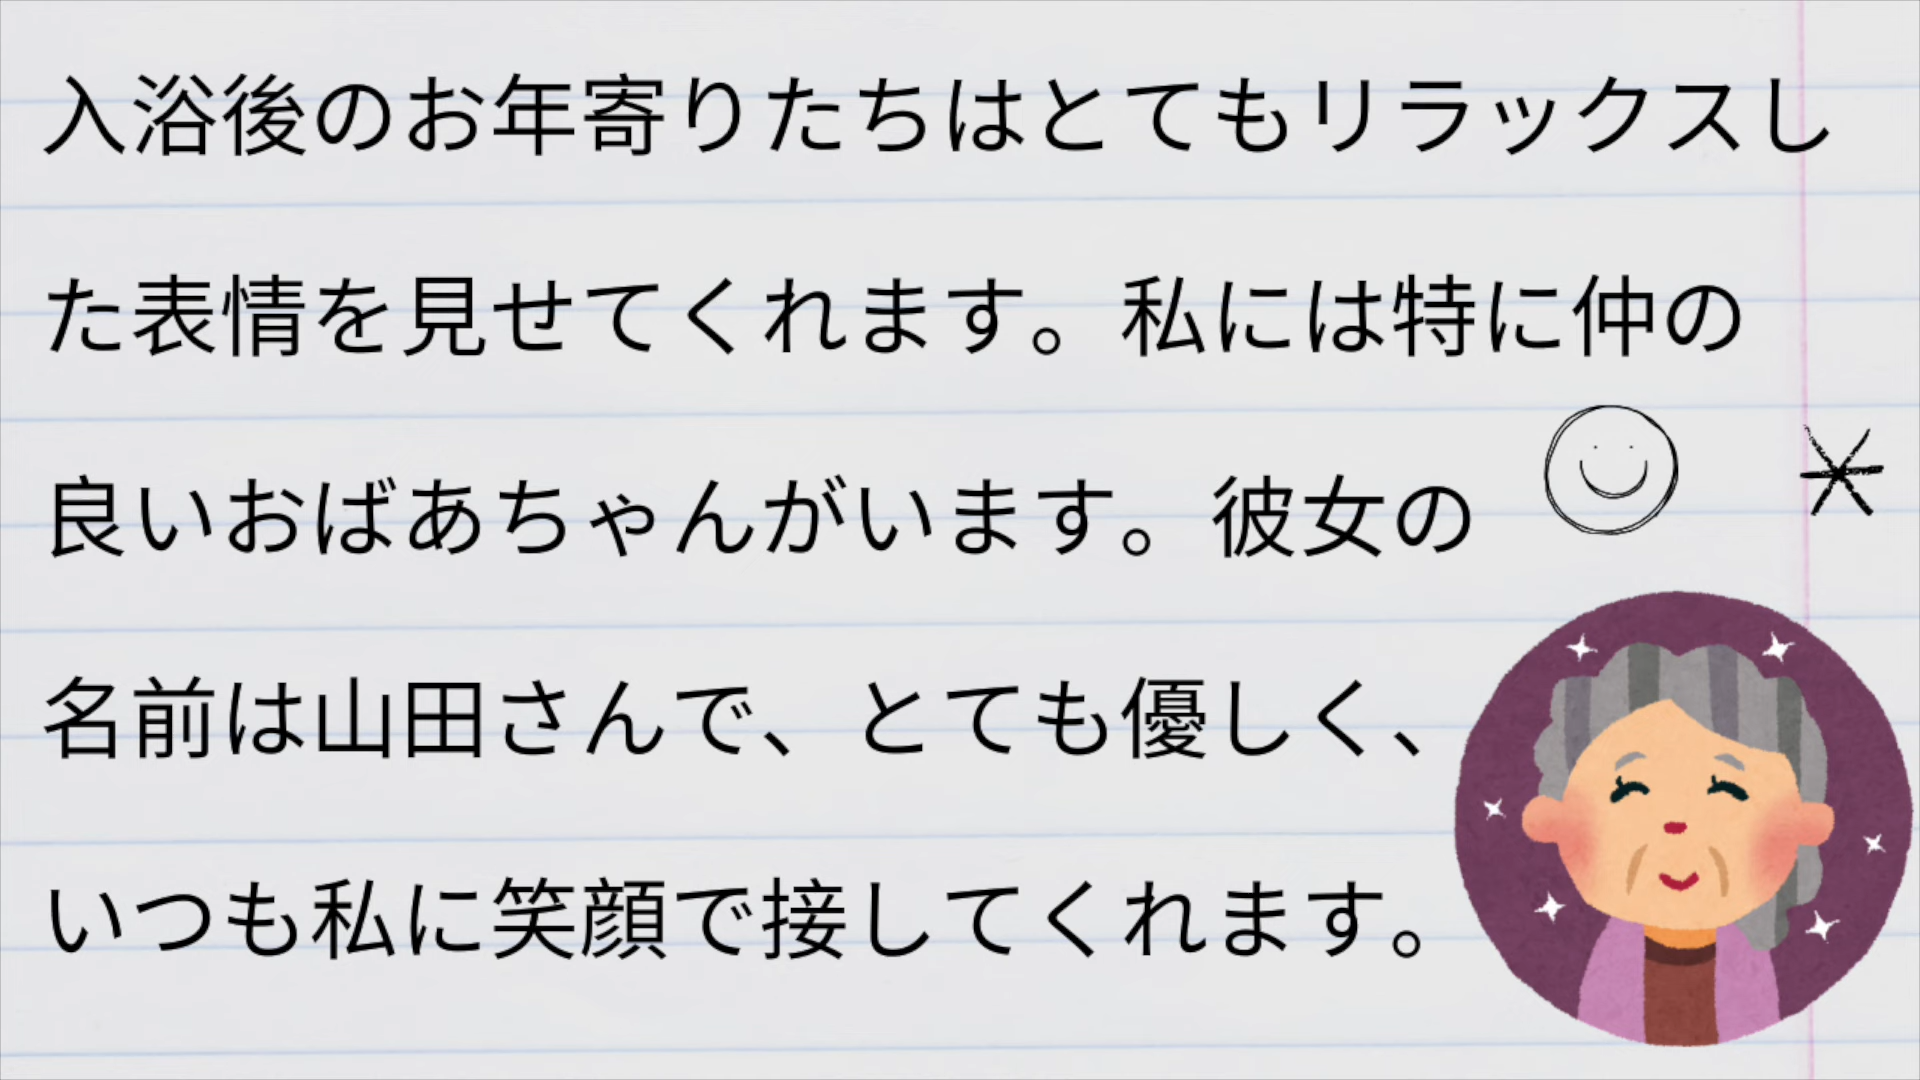 入浴後のお年寄りたちはとてもリラックスし
た表情を見せてくれます。私には特に仲の
良いおばあちゃんがいます。彼女の
名前は山田さんで、とても優しく、
いつも私に笑顔で接してくれます。